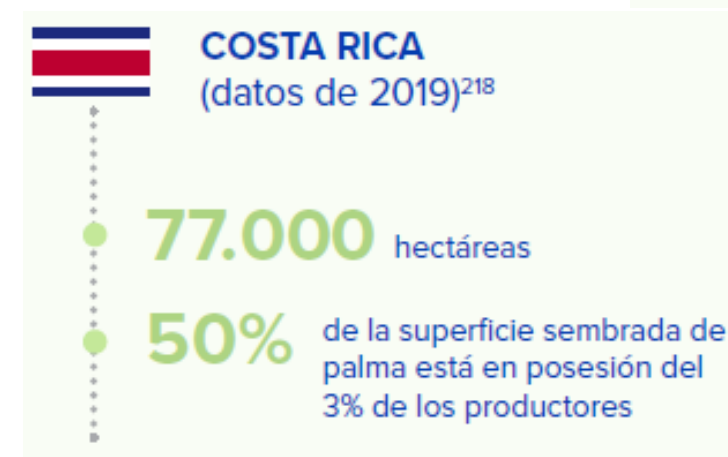 COSTA RICA
(datos de 2019)²¹⁸
77.000 hectáreas
50% de la superficie sembrada de
palma está en posesión del
3% de los productores